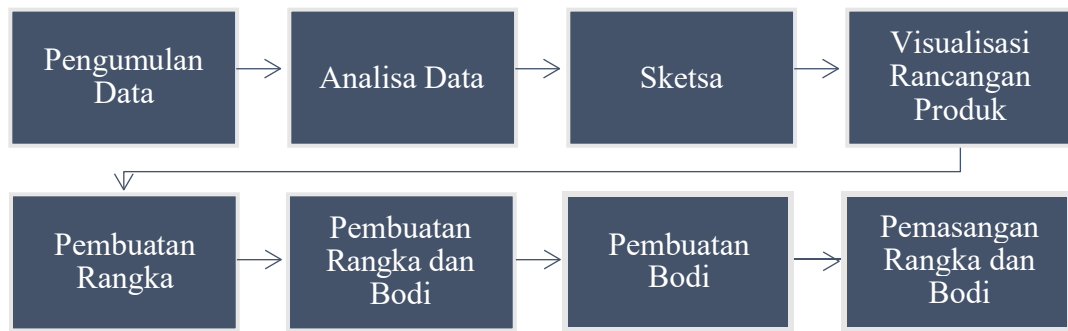 Pengumulan
Data
Analisa Data
Sketsa
Visualisasi
Rancangan
Produk
Pembuatan
Rangka
Pembuatan
Rangka dan
Bodi
Pembuatan
Bodi
Pemasangan
Rangka dan
Bodi